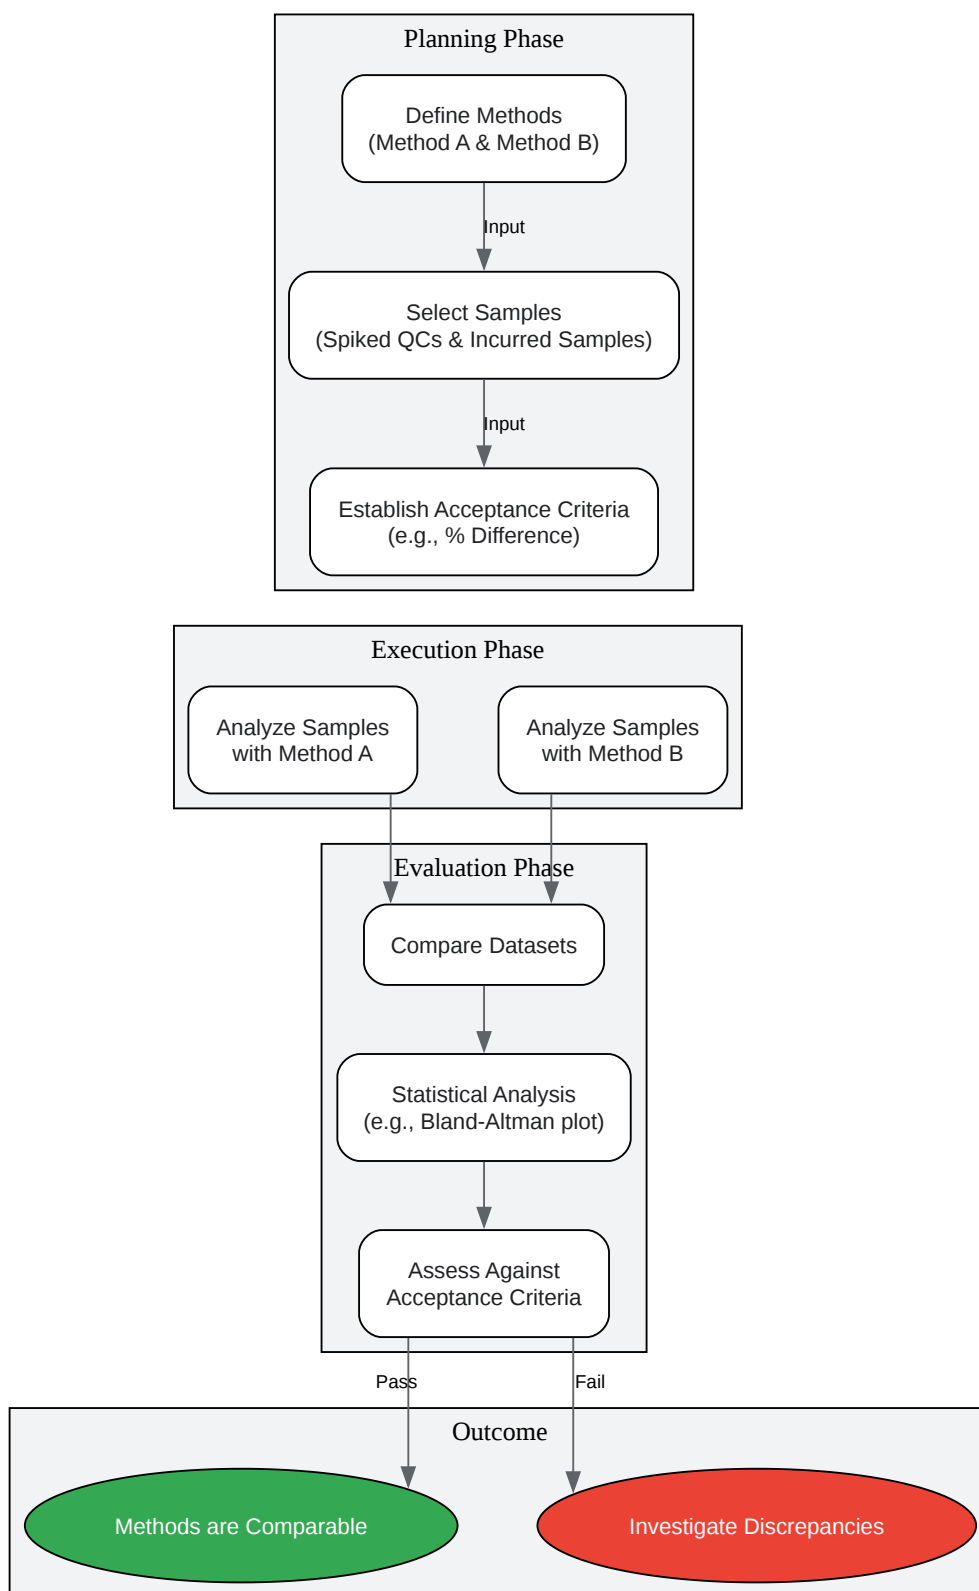 Planning Phase
Define Methods
(Method A & Method B)
Input
Select Samples
(Spiked QCs & Incurred Samples)
Input
Establish Acceptance Criteria
(e.g., % Difference)
Execution Phase
Analyze Samples
with Method A
Analyze Samples
with Method B
Evaluation Phase
Compare Datasets
Statistical Analysis
(e.g., Bland-Altman plot)
Assess Against
Acceptance Criteria
Pass
Fail
Outcome
Methods are Comparable
Investigate Discrepancies